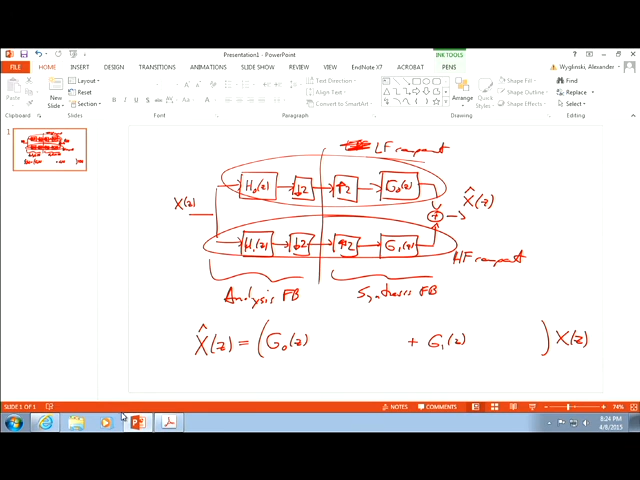 Presentation1 - PowerPoint
INK TOOLS
FILE HOME INSERT DESIGN TRANSITIONS ANIMATIONS SLIDE SHOW REVIEW VIEW EndNote X7 ACROBAT PENS
Wyglinski, Alexander
Paste
New Slide
Layout
Reset
Section
Text Direction
Align Text
Convert to SmartArt
Arrange
Quick Styles
Shape Fill
Shape Outline
Shape Effects
Find
Replace
Select
Clipboard Slides Font Paragraph Drawing Editing
1
LF component
X(z)
H₀(z) ↓2 ↑2 G₀(z)
+
X̂(z)
H₁(z) ↓2 ↑2 G₁(z)
HF component
Analysis FB
Synthesis FB
X̂(z) = (G₀(z) + G₁(z) ) X(z)
SLIDE 1 OF 1
NOTES
COMMENTS
74%
8:24 PM
4/8/2015